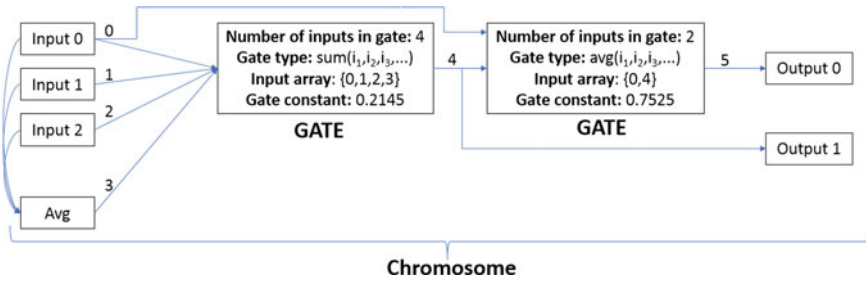 Input 0
0
Input 1
1
Input 2
2
Avg
3
Number of inputs in gate: 4
Gate type: sum(i1,i2,i3,...)
Input array: {0,1,2,3}
Gate constant: 0.2145
GATE
4
Number of inputs in gate: 2
Gate type: avg(i1,i2,i3,...)
Input array: {0,4}
Gate constant: 0.7525
GATE
5
Output 0
Output 1
Chromosome